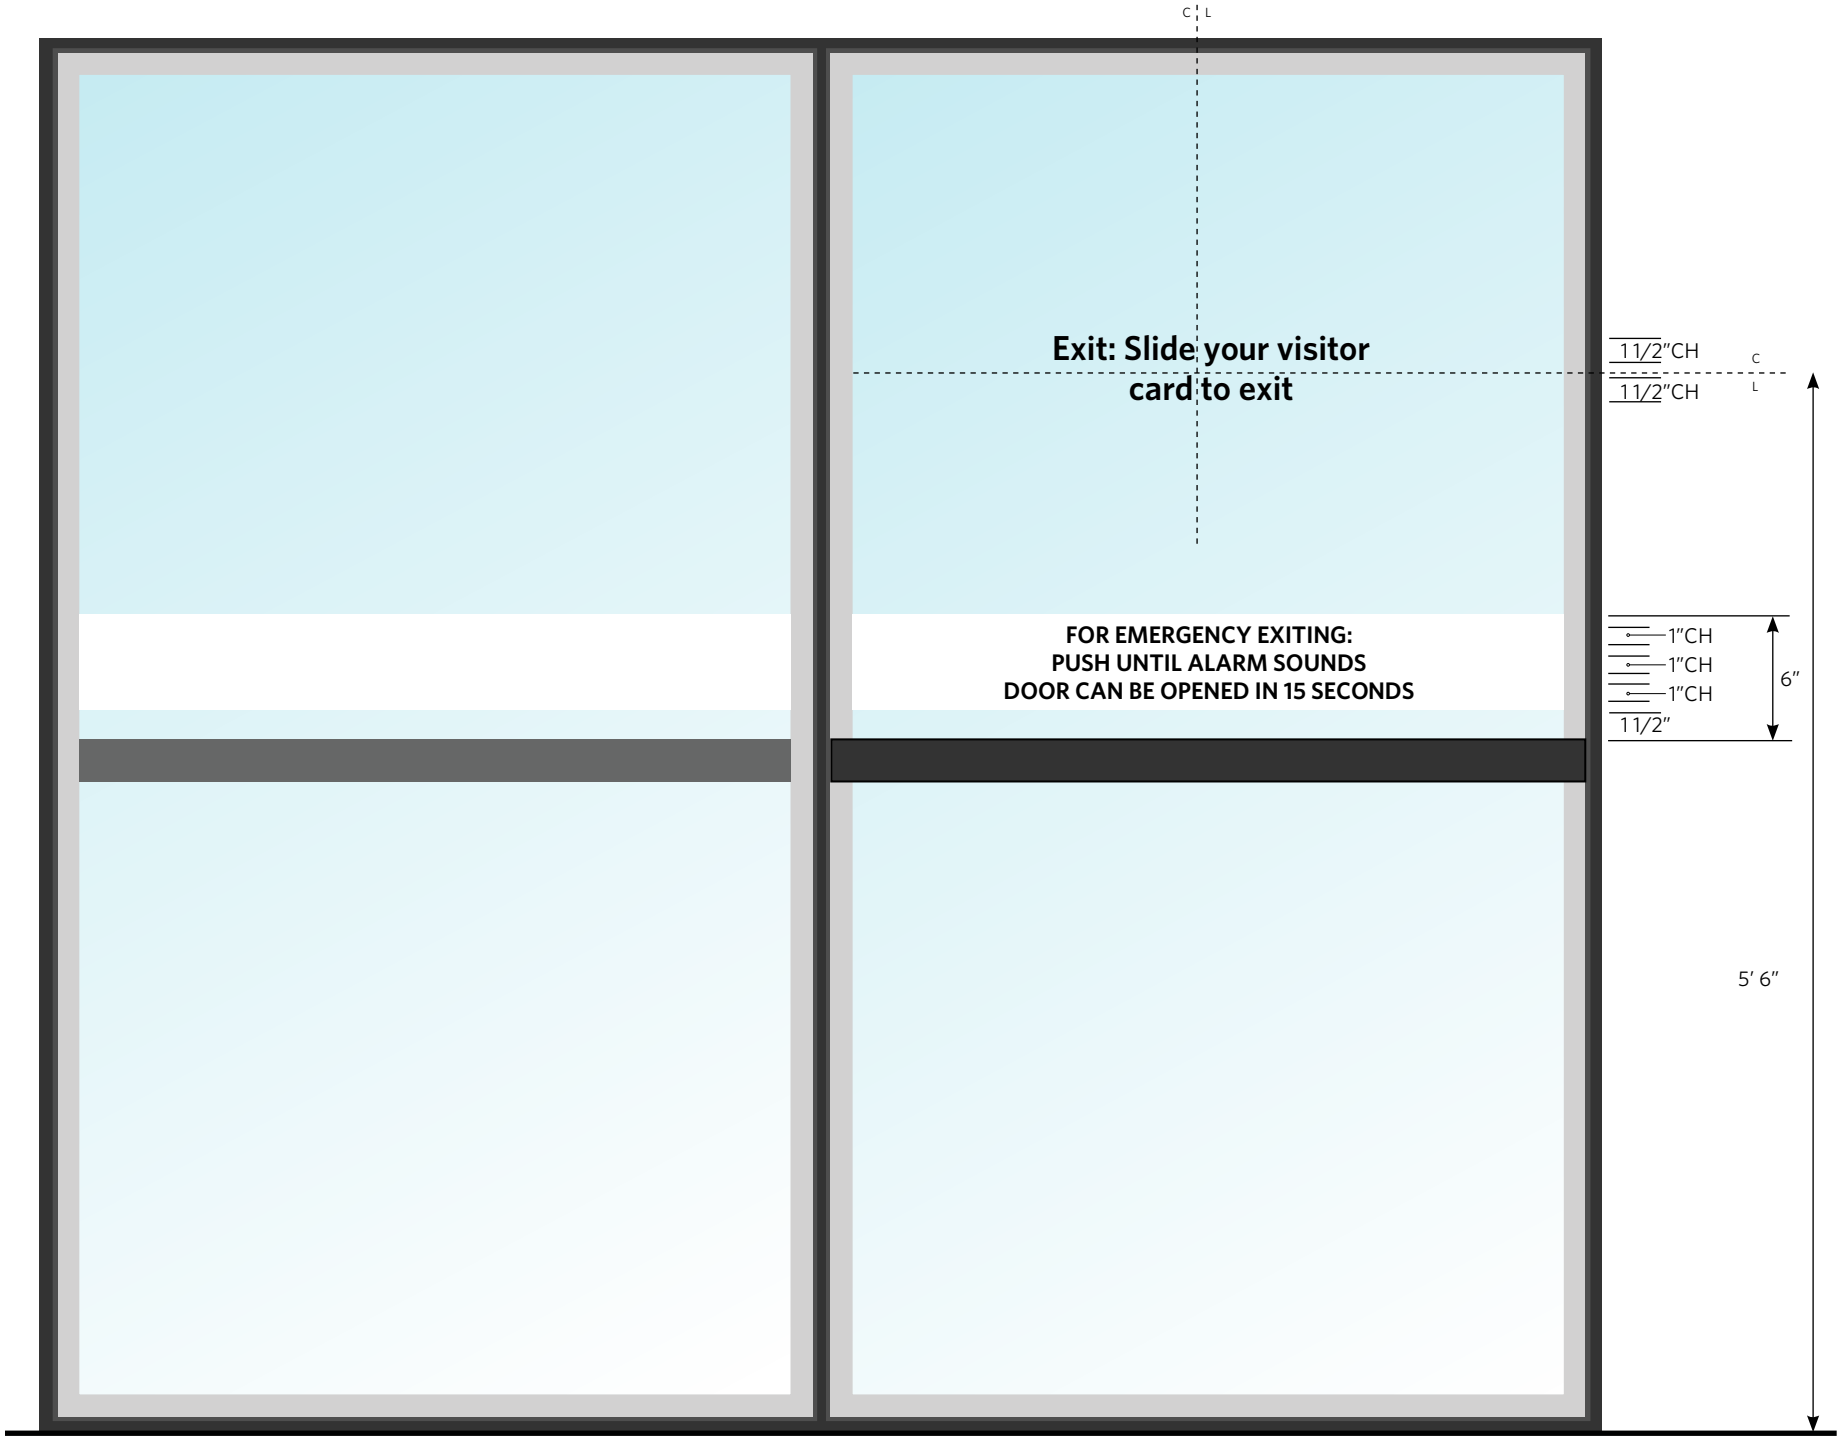 C L
Exit: Slide your visitor
card to exit
1 1/2"CH
C
L
1 1/2"CH
FOR EMERGENCY EXITING:
PUSH UNTIL ALARM SOUNDS
DOOR CAN BE OPENED IN 15 SECONDS
1"CH
1"CH
1"CH
6"
1 1/2"
5' 6"